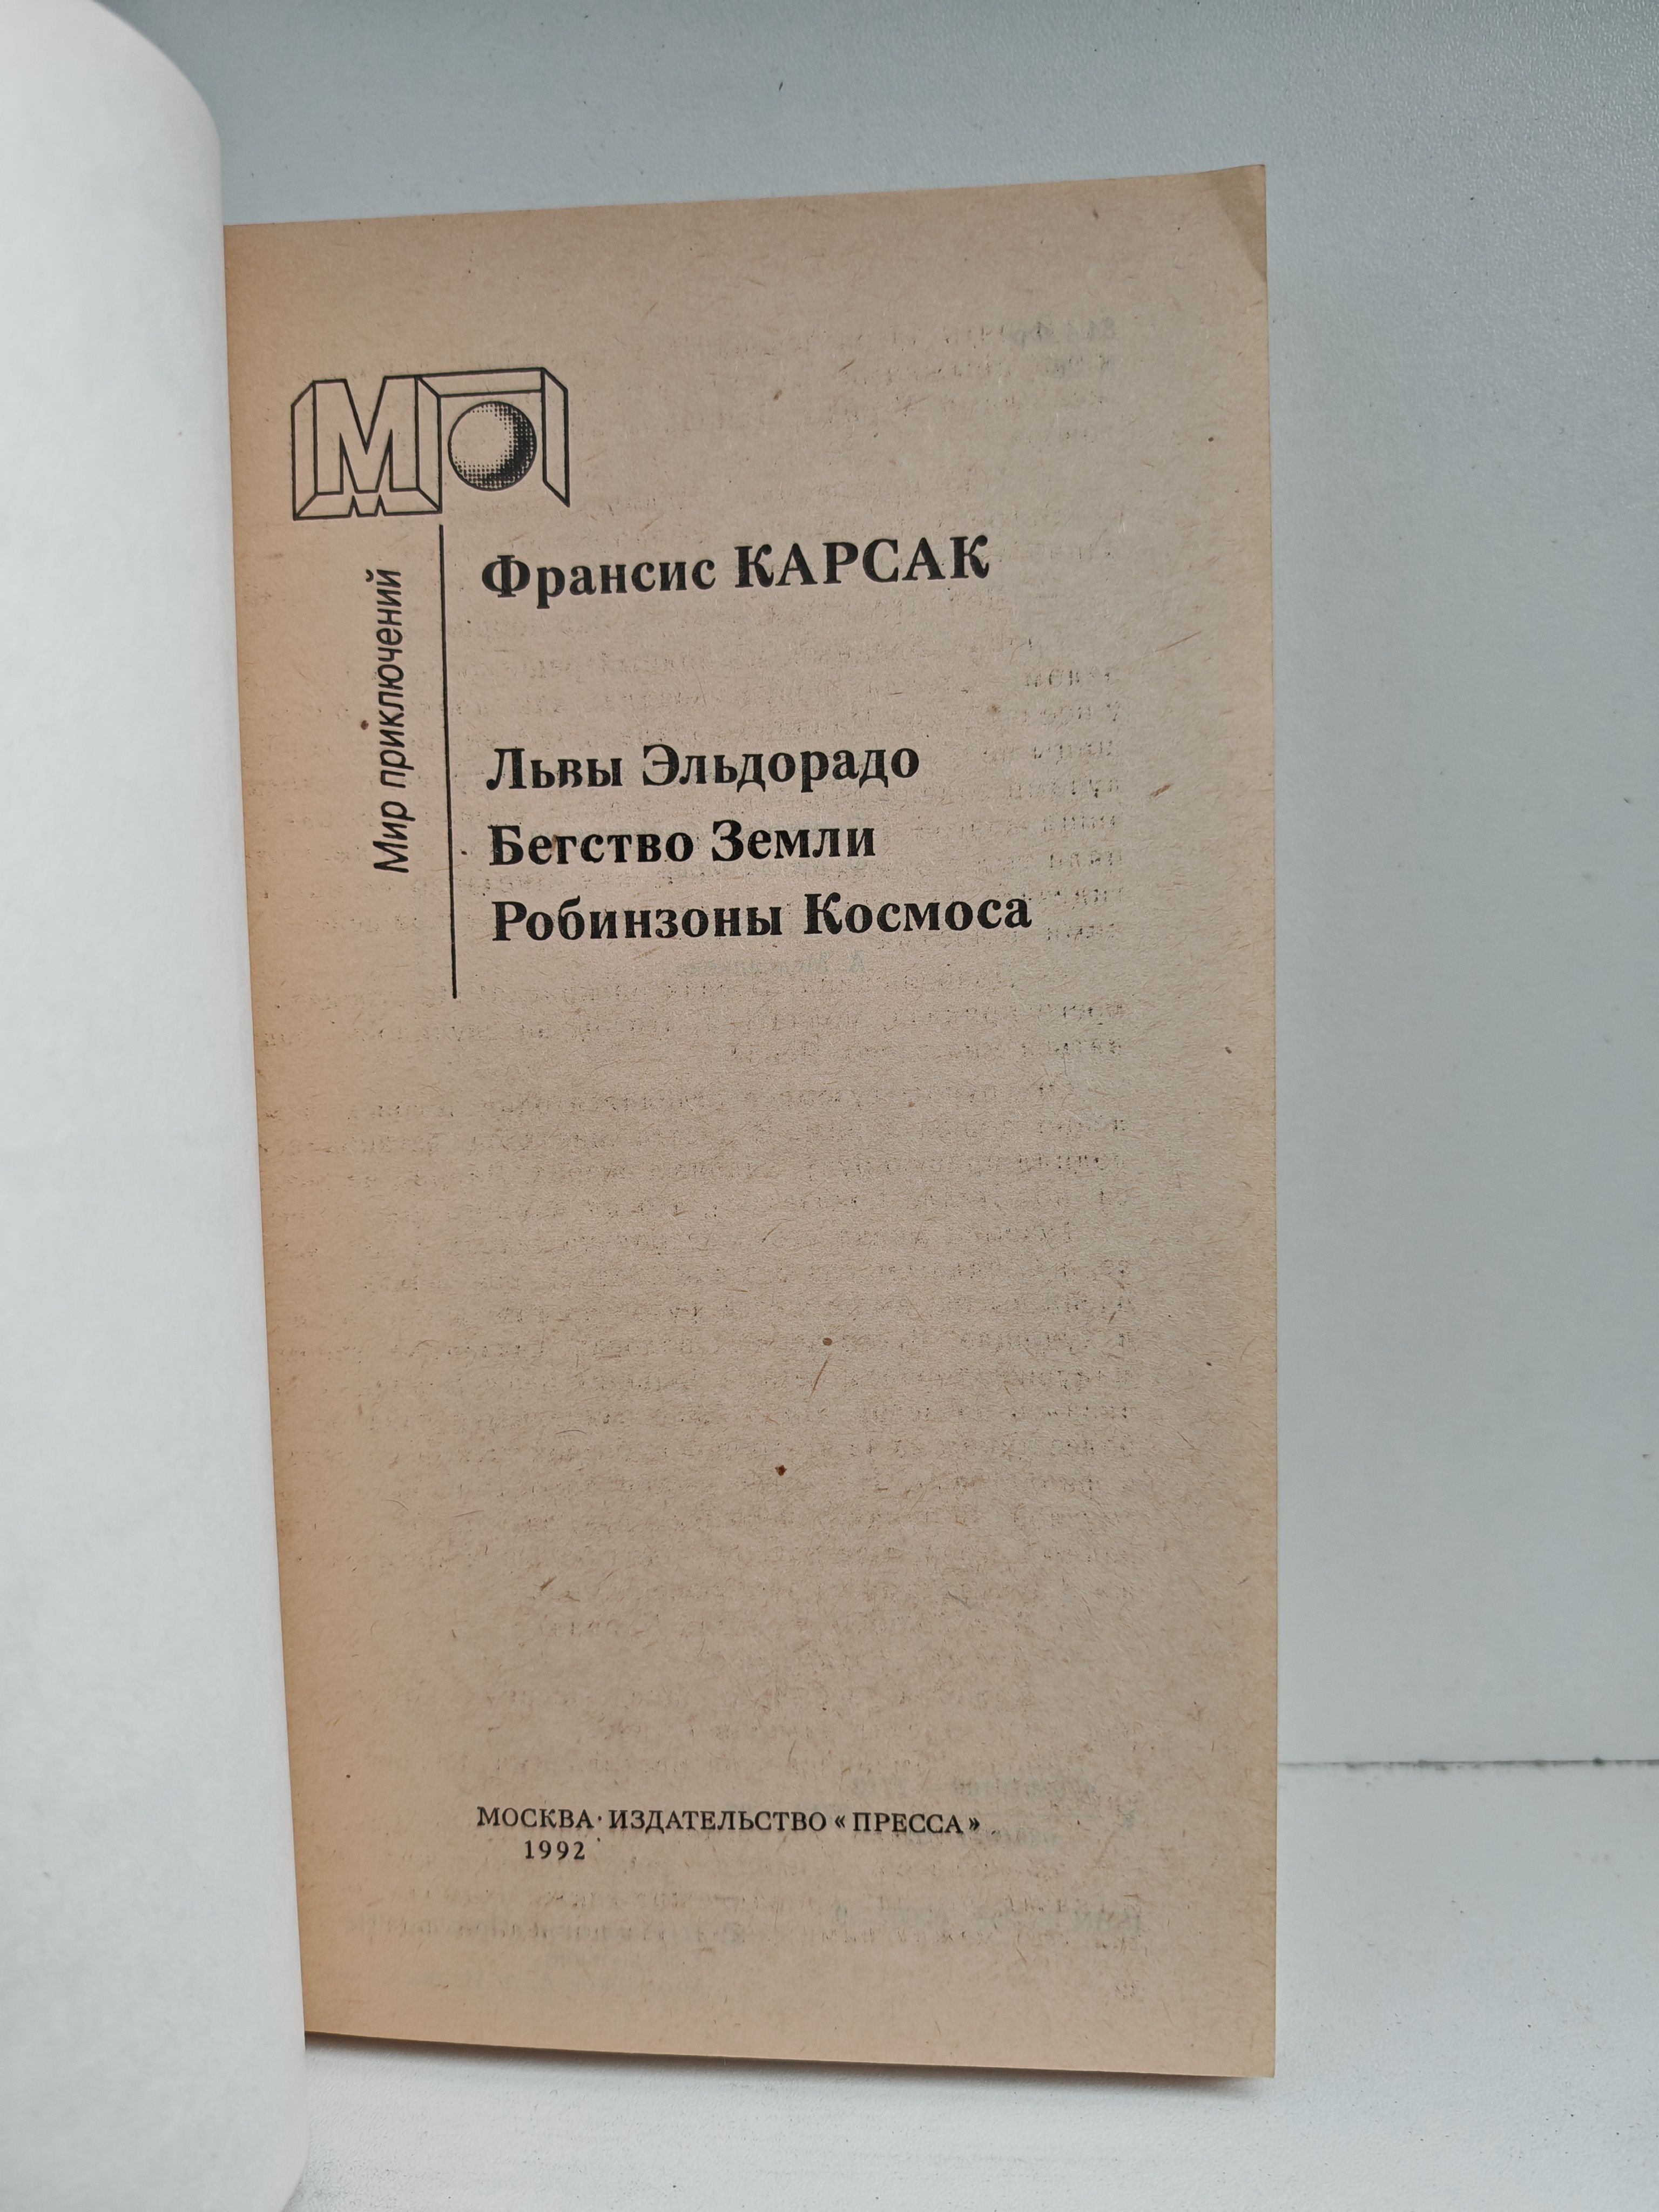 МП
Мир приключений
Франсис КАРСАК
Львы Эльдорадо
Бегство Земли
Робинзоны Космоса
МОСКВА · ИЗДАТЕЛЬСТВО «ПРЕССА»
1992